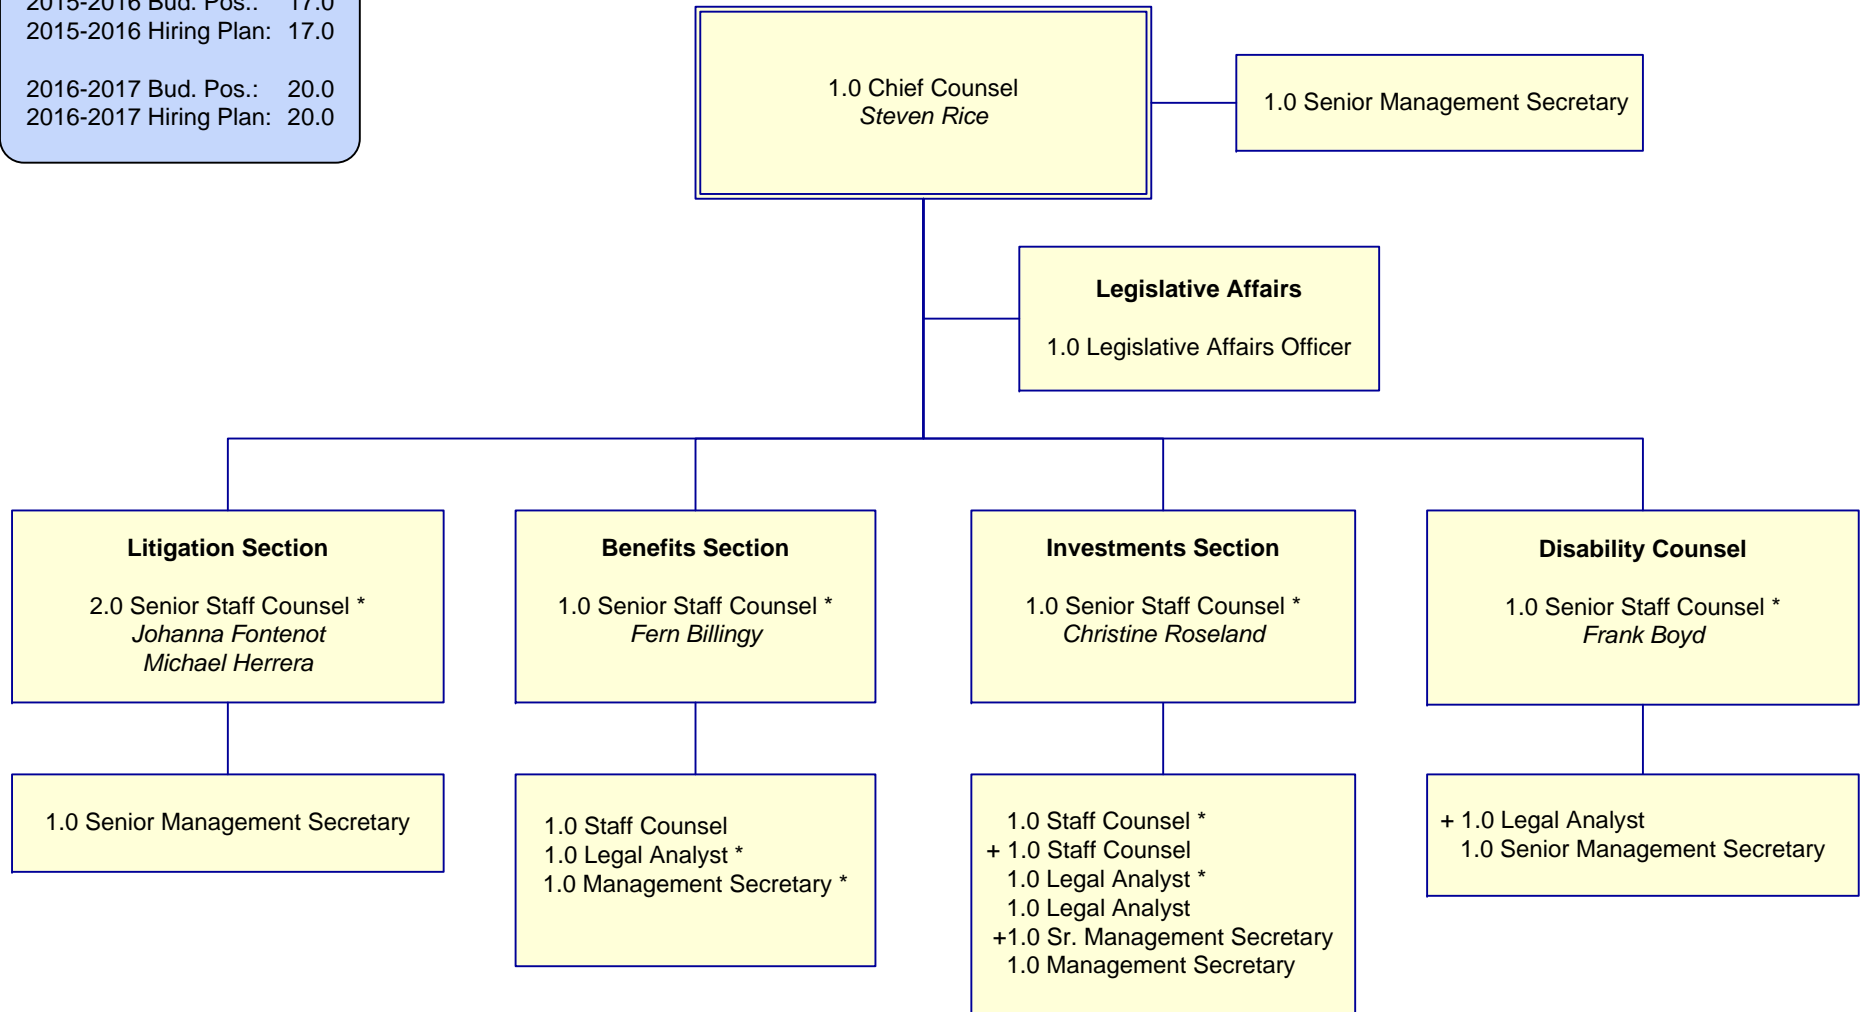 2015-2016 Bud. Pos.: 17.0
2015-2016 Hiring Plan: 17.0
2016-2017 Bud. Pos.: 20.0
2016-2017 Hiring Plan: 20.0
1.0 Chief Counsel
Steven Rice
1.0 Senior Management Secretary
Legislative Affairs
1.0 Legislative Affairs Officer
Litigation Section
2.0 Senior Staff Counsel *
Johanna Fontenot
Michael Herrera
1.0 Senior Management Secretary
Benefits Section
1.0 Senior Staff Counsel *
Fern Billingy
1.0 Staff Counsel
1.0 Legal Analyst *
1.0 Management Secretary *
Investments Section
1.0 Senior Staff Counsel *
Christine Roseland
1.0 Staff Counsel *
+ 1.0 Staff Counsel
1.0 Legal Analyst *
1.0 Legal Analyst
+1.0 Sr. Management Secretary
1.0 Management Secretary
Disability Counsel
1.0 Senior Staff Counsel *
Frank Boyd
+ 1.0 Legal Analyst
1.0 Senior Management Secretary